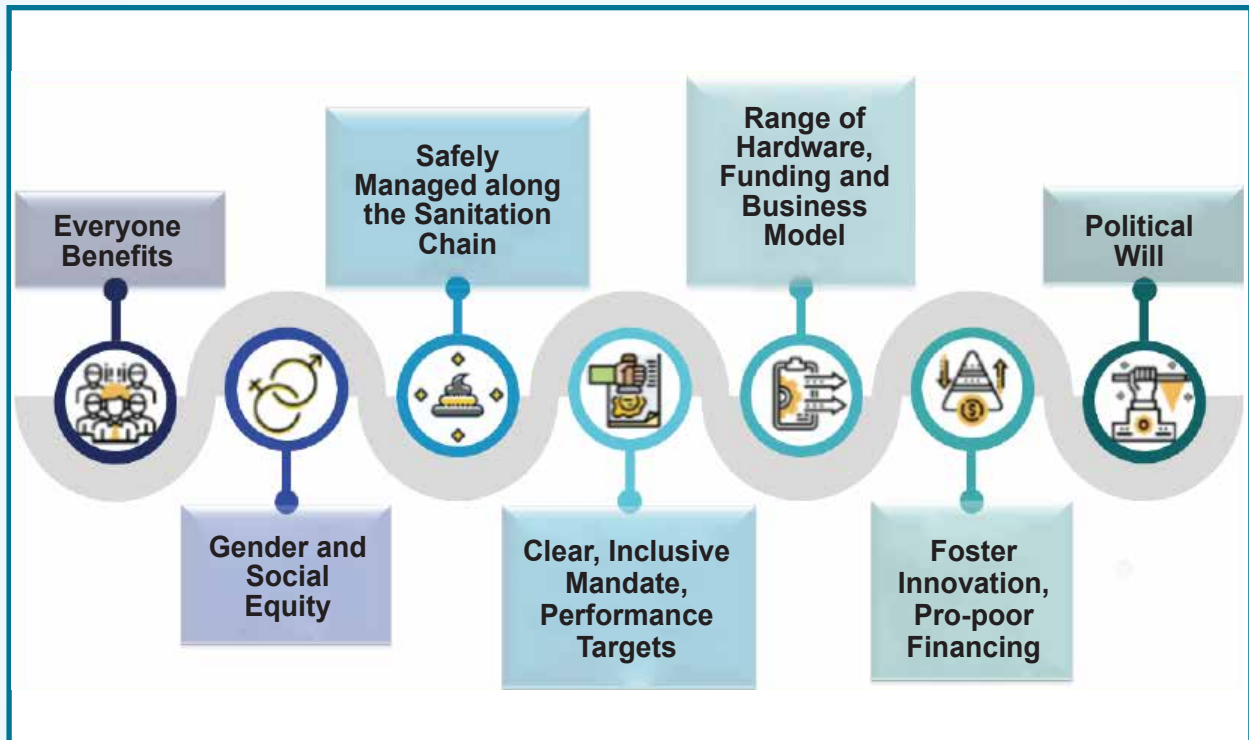 Everyone
Benefits
Gender and
Social
Equity
Safely
Managed along
the Sanitation
Chain
Clear, Inclusive
Mandate,
Performance
Targets
Range of
Hardware,
Funding and
Business
Model
Foster
Innovation,
Pro-poor
Financing
Political
Will